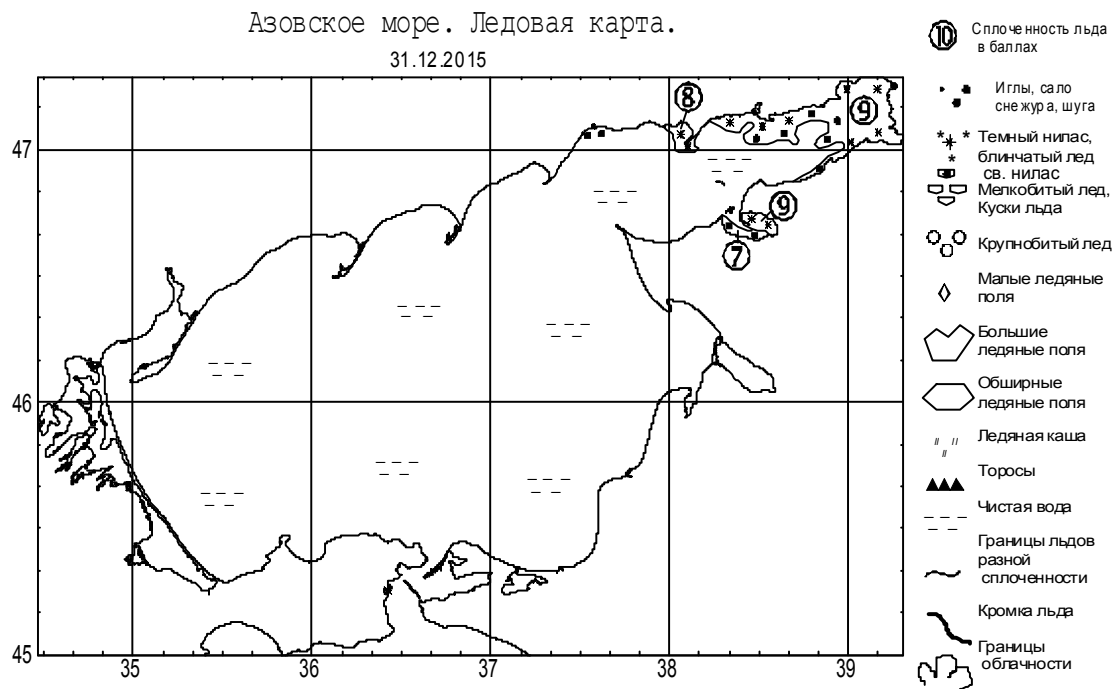 Азовское море. Ледовая карта.
31.12.2015
8
9
9
7
47
46
45
35
36
37
38
39
10 Сплоченность льда
в баллах
Иглы, сало
снежура, шуга
Темный нилас,
блинчатый лед
св. нилас
Мелкобитый лед,
Куски льда
Крупнобитый лед
Малые ледяные
поля
Большие
ледяные поля
Обширные
ледяные поля
Ледяная каша
Торосы
Чистая вода
Границы льдов
разной
сплоченности
Кромка льда
Границы
облачности